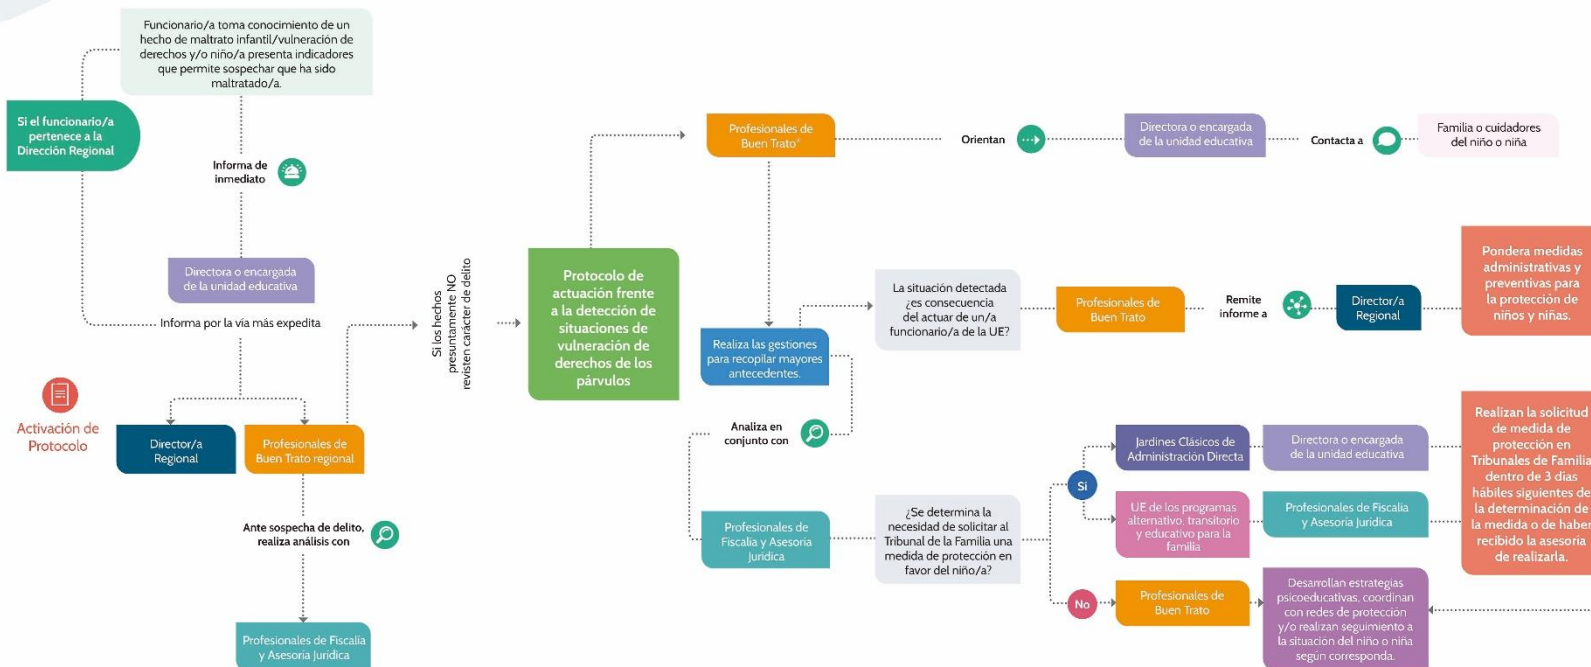 Funcionario/a toma conocimiento de un
hecho de maltrato infantil/vulneración de
derechos y/o niño/a presenta indicadores
que permite sospechar que ha sido
maltratado/a.
Si el funcionario/a
pertenece a la
Dirección Regional
Informa de
inmediato
Directora o encargada
de la unidad educativa
Informa por la vía más expedita
Activación de
Protocolo
Director/a
Regional
Profesionales de
Buen Trato regional
Ante sospecha de delito,
realiza análisis con
Profesionales de Fiscalía
y Asesoría Jurídica
Si los hechos
presuntamente NO
revisten carácter de delito
Protocolo de
actuación frente
a la detección de
situaciones de
vulneración de
derechos de los
párvulos
Profesionales de
Buen Trato*
Orientan
Directora o encargada
de la unidad educativa
Contacta a
Familia o cuidadores
del niño o niña
Realiza las gestiones
para recopilar mayores
antecedentes.
La situación detectada
¿es consecuencia
del actuar de un/a
funcionario/a de la UE?
Profesionales de
Buen Trato
Remite
informe a
Director/a
Regional
Pondera medidas
administrativas y
preventivas para
la protección de
niños y niñas.
Analiza en
conjunto con
Profesionales de
Fiscalía y Asesoría
Jurídica
¿Se determina la
necesidad de solicitar al
Tribunal de la Familia una
medida de protección en
favor del niño/a?
Sí
Jardines Clásicos de
Administración Directa
Directora o encargada
de la unidad educativa
UE de los programas
alternativo, transitorio
y educativo para la
familia
Profesionales de Fiscalía
y Asesoría Jurídica
Realizan la solicitud
de medida de
protección en
Tribunales de Familia
dentro de 3 días
hábiles siguientes de
la determinación de
la medida o de haber
recibido la asesoría
de realizarla.
No
Profesionales de
Buen Trato
Desarrollan estrategias
psicoeducativas, coordinan
con redes de protección
y/o realizan seguimiento a
la situación del niño o niña
según corresponda.